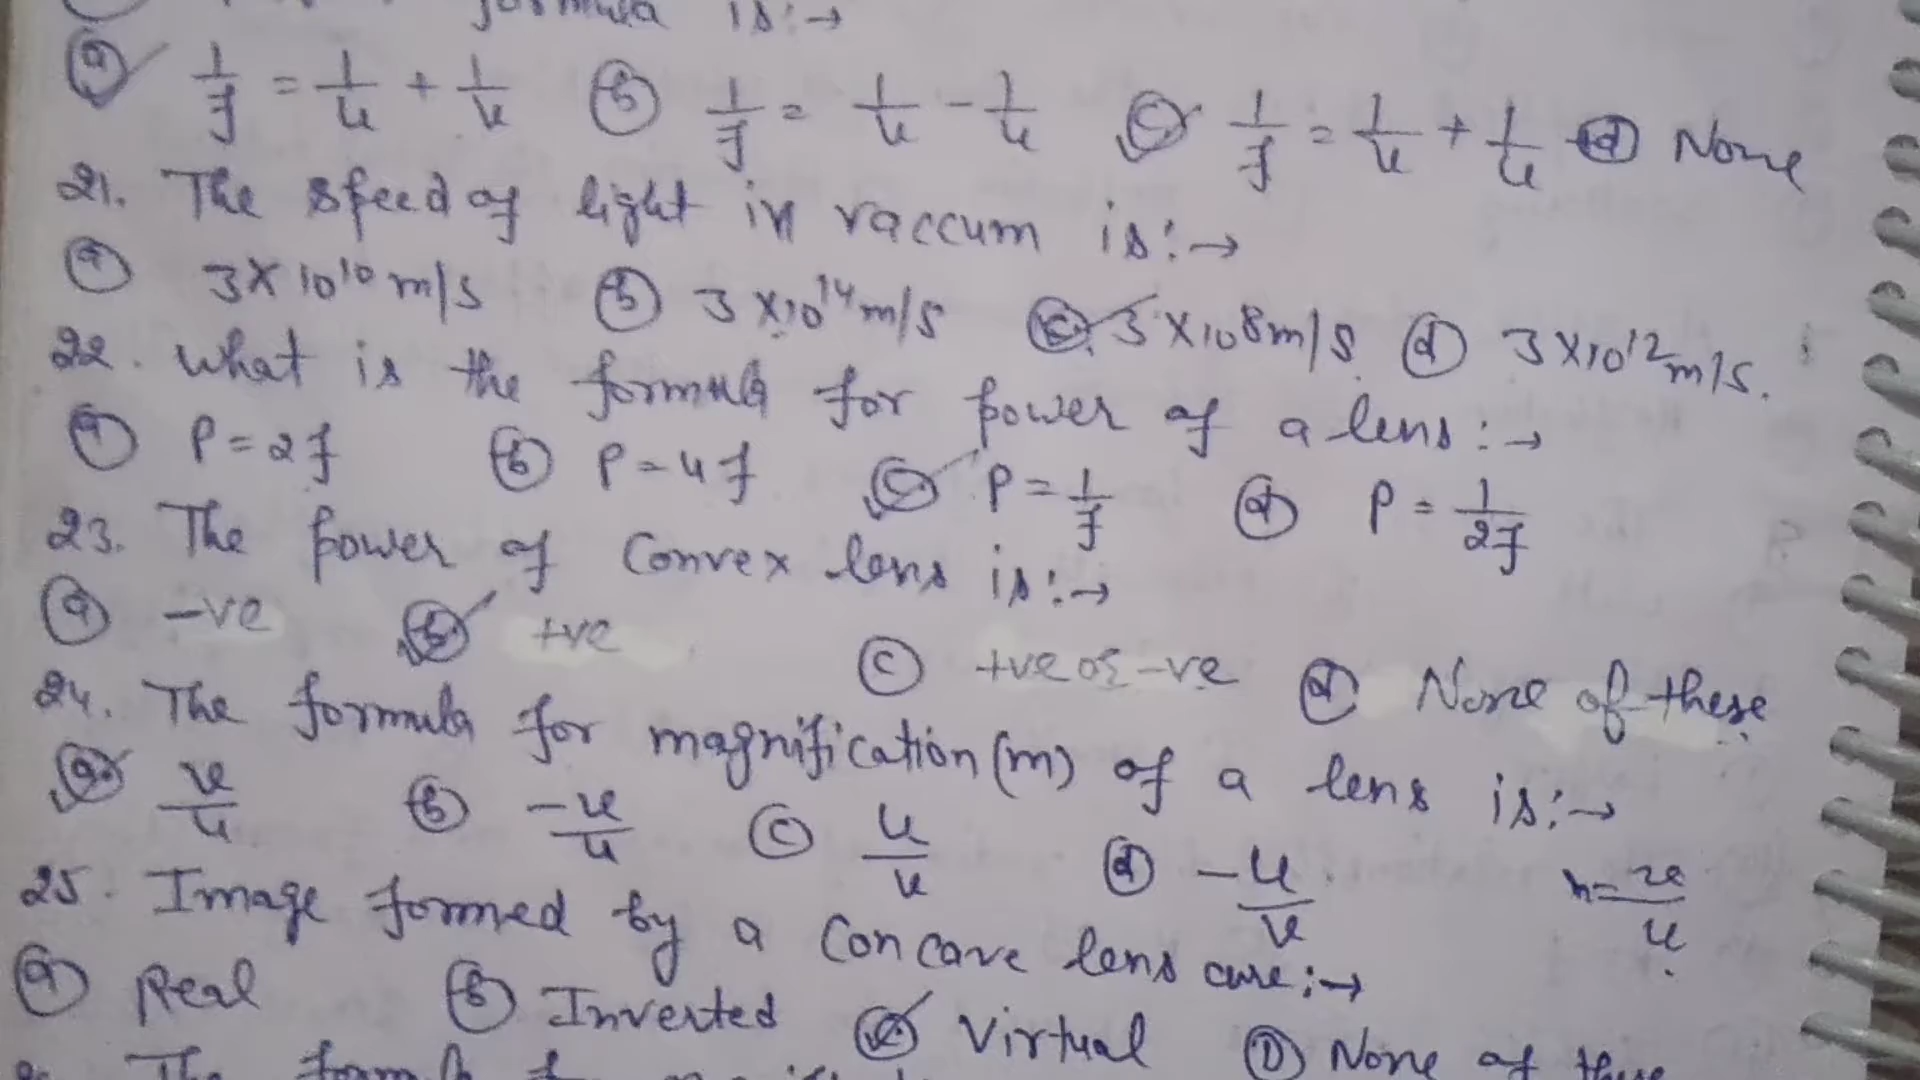 formula is:→
(a) 1/f = 1/u + 1/v (b) 1/f = 1/v - 1/u (c) 1/f = 1/u + 1/u (d) None
21. The speed of light in vaccum is:→
(a) 3×10¹⁰ m/s (b) 3×10¹⁴ m/s (c) 3×10⁸ m/s (d) 3×10¹² m/s.
22. What is the formula for power of a lens:→
(a) P=2f (b) P=4f (c) P=1/f (d) P=1/2f
23. The power of Convex lens is:→
(a) -ve (b) +ve (c) +ve or -ve (d) None of these
24. The formula for magnification (m) of a lens is:→
(a) v/u (b) -v/u (c) u/v (d) -u/v
m=v/u
25. Image formed by a Concave lens are:→
(a) Real (b) Inverted (c) Virtual (D) None of these
The